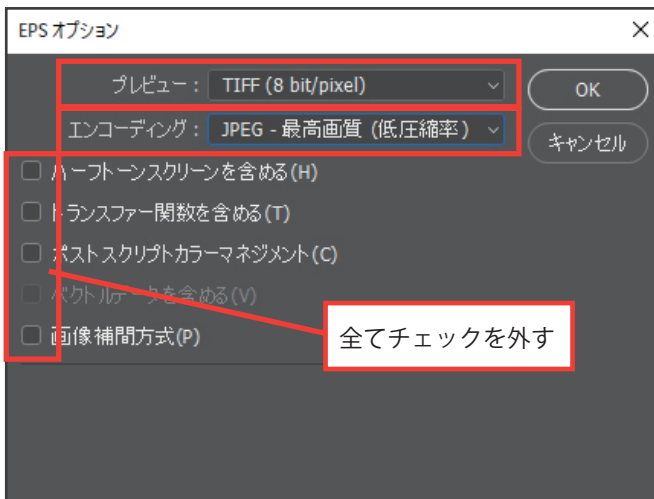 EPS オプション
プレビュー： TIFF (8 bit/pixel)
OK
エンコーディング： JPEG - 最高画質 (低圧縮率)
キャンセル
ハーフトーンスクリーンを含める(H)
トランスファー関数を含める(T)
ポストスクリプトカラーマネジメント(C)
ベクトルデータを含める(V)
画像補間方式(P)
全てチェックを外す